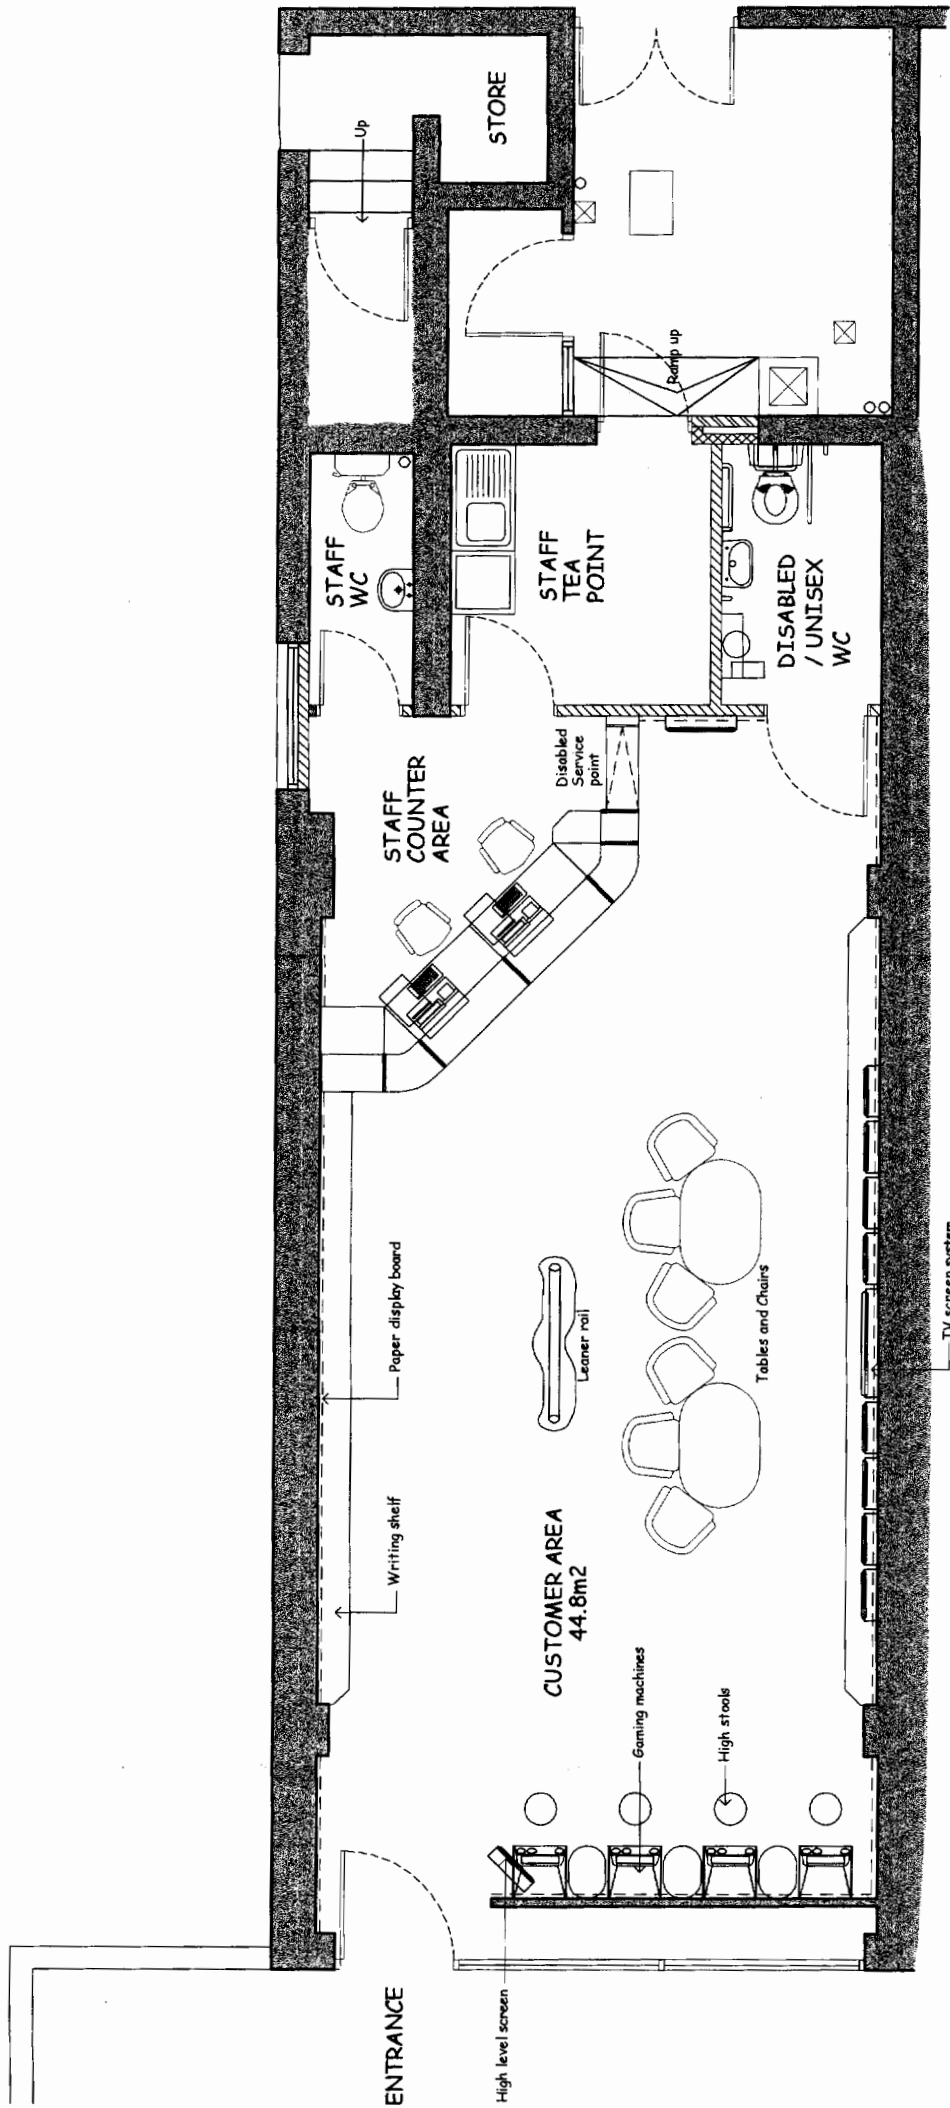 STORE
Up
Ramp up
STAFF
WC
STAFF
TEA
POINT
DISABLED
/ UNISEX
WC
STAFF
COUNTER
AREA
Disabled
Service
point
Paper display board
Writing shelf
Leaner rail
Tables and Chairs
TV screen system
CUSTOMER AREA
44.8m2
Gaming machines
High stools
ENTRANCE
High level screen